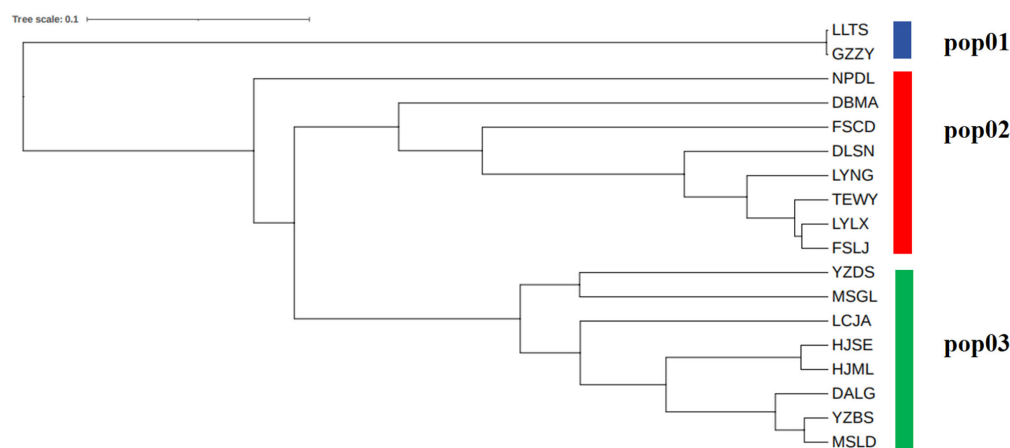 Tree scale: 0.1
LLTS
GZZY
pop01
NPDL
DBMA
FSCD
pop02
DLSN
LYNG
TEWY
LYLX
FSLJ
YZDS
MSGL
LCJA
HJSE
pop03
HJML
DALG
YZBS
MSLD